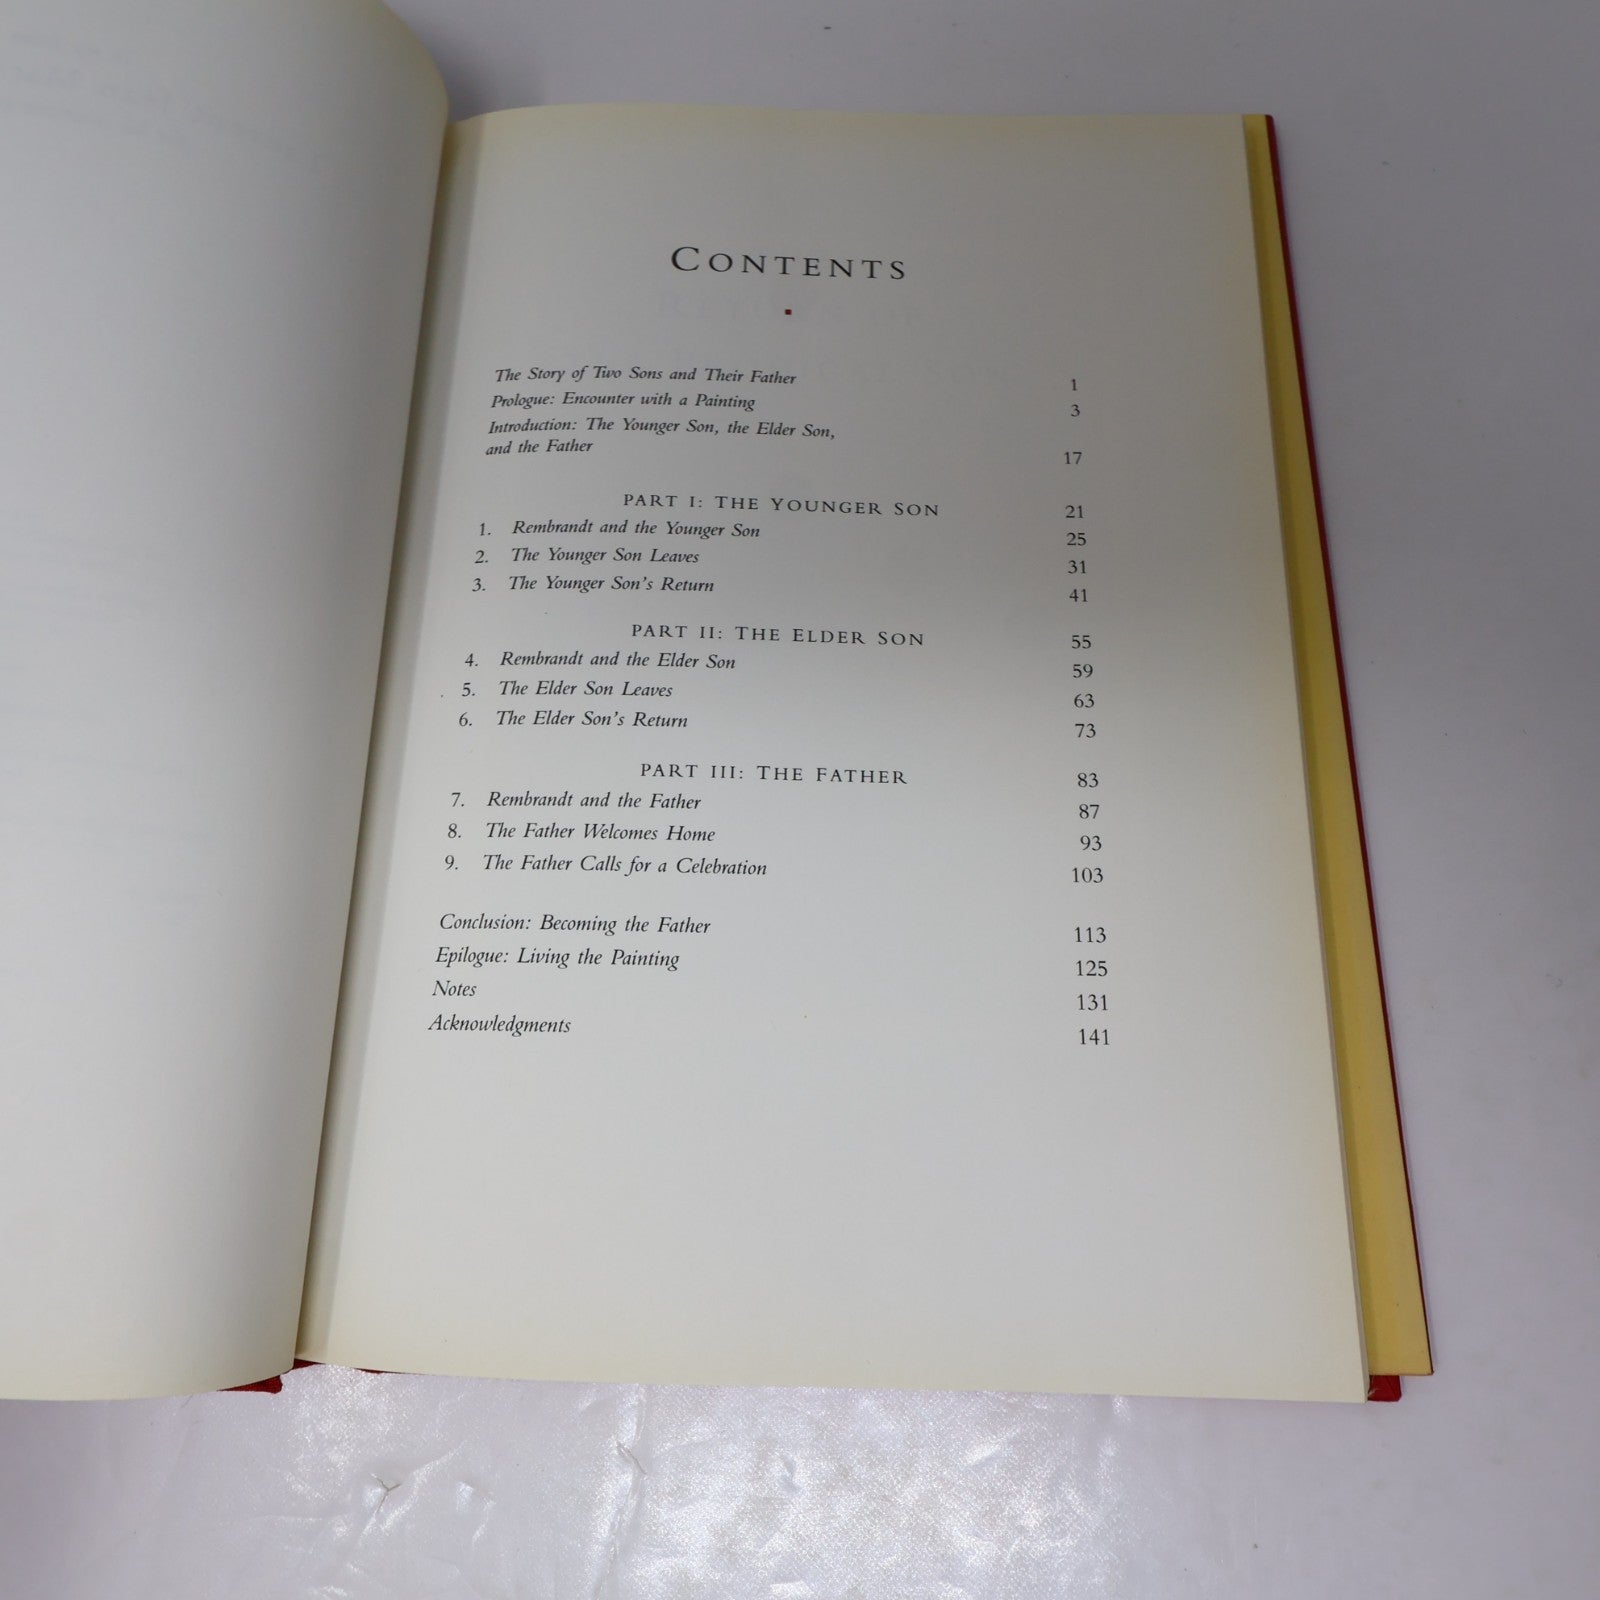 CONTENTS
The Story of Two Sons and Their Father 1
Prologue: Encounter with a Painting 3
Introduction: The Younger Son, the Elder Son,
and the Father 17
PART I: THE YOUNGER SON 21
1. Rembrandt and the Younger Son 25
2. The Younger Son Leaves 31
3. The Younger Son's Return 41
PART II: THE ELDER SON 55
4. Rembrandt and the Elder Son 59
5. The Elder Son Leaves 63
6. The Elder Son's Return 73
PART III: THE FATHER 83
7. Rembrandt and the Father 87
8. The Father Welcomes Home 93
9. The Father Calls for a Celebration 103
Conclusion: Becoming the Father 113
Epilogue: Living the Painting 125
Notes 131
Acknowledgments 141